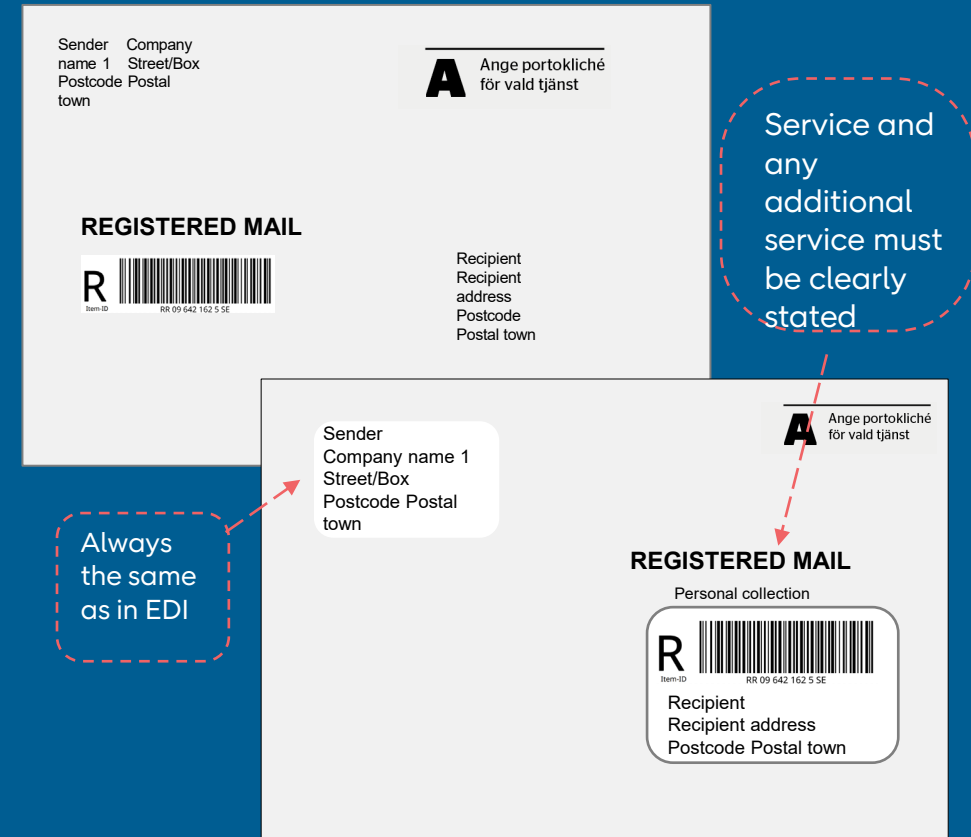 Sender Company
name 1 Street/Box
Postcode Postal
town
A
Ange portokliché
för vald tjänst
REGISTERED MAIL
R
Item-ID
RR 09 642 162 5 SE
Recipient
Recipient
address
Postcode
Postal town
Service and
any
additional
service must
be clearly
stated
A
Ange portokliché
för vald tjänst
Sender
Company name 1
Street/Box
Postcode Postal
town
Always
the same
as in EDI
REGISTERED MAIL
Personal collection
R
Item-ID
RR 09 642 162 5 SE
Recipient
Recipient address
Postcode Postal town